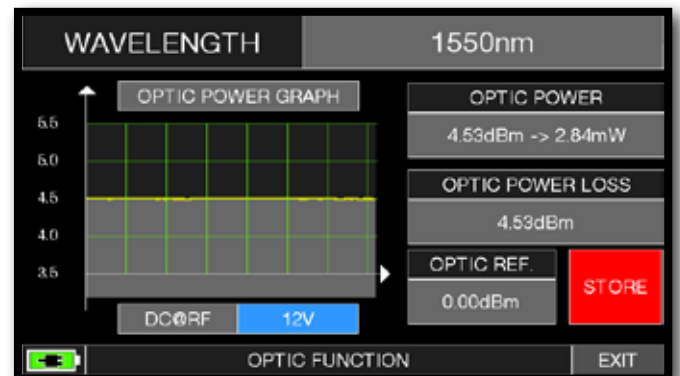 WAVELENGTH 1550nm
OPTIC POWER GRAPH
5.5
5.0
4.5
4.0
3.5
DC@RF 12V
OPTIC POWER
4.53dBm -> 2.84mW
OPTIC POWER LOSS
4.53dBm
OPTIC REF.
0.00dBm
STORE
OPTIC FUNCTION EXIT